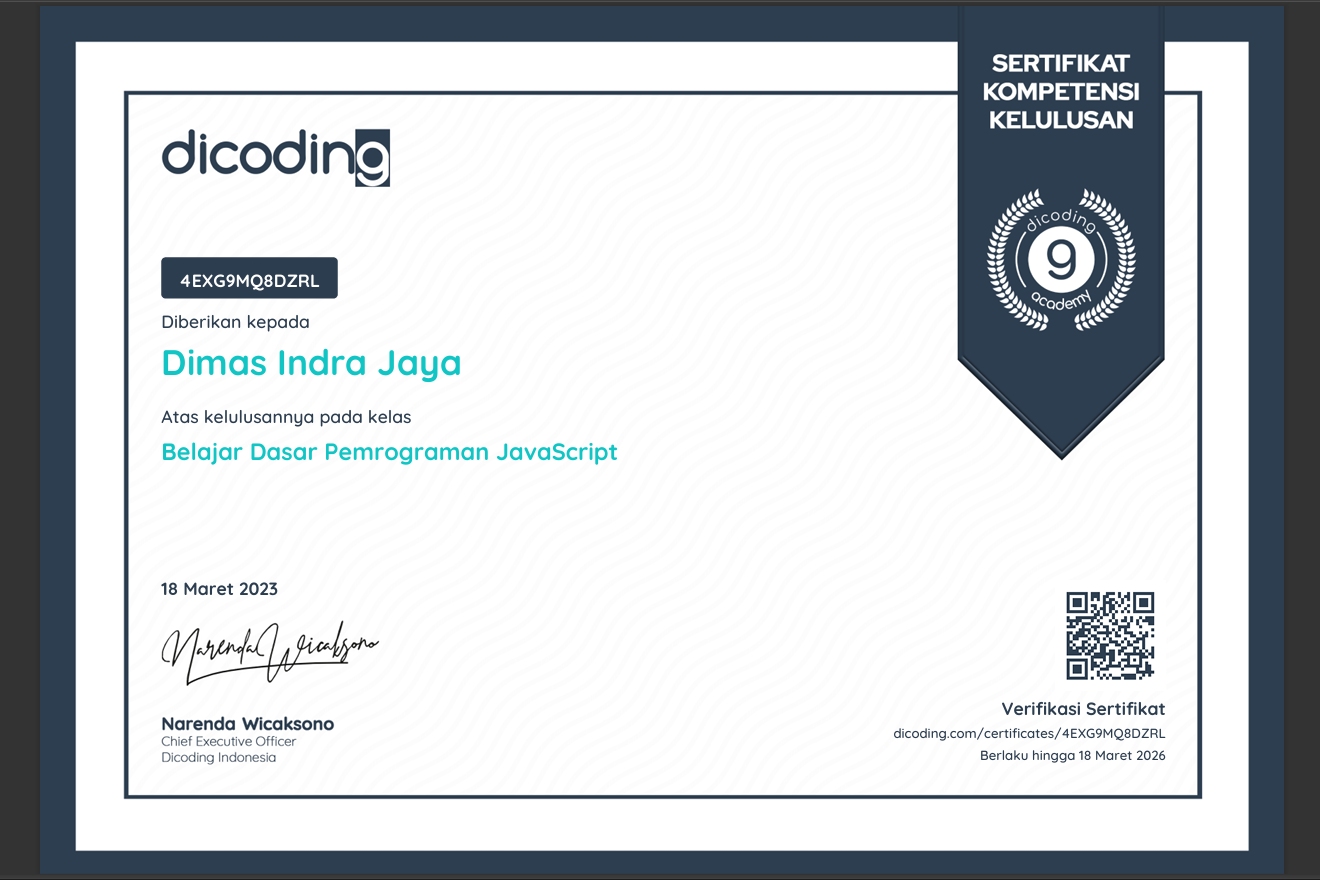 SERTIFIKAT
KOMPETENSI
KELULUSAN
dicoding
dicoding
9
academy
4EXG9MQ8DZRL
Diberikan kepada
Dimas Indra Jaya
Atas kelulusannya pada kelas
Belajar Dasar Pemrograman JavaScript
18 Maret 2023
Narenda Wicaksono
Narenda Wicaksono
Chief Executive Officer
Dicoding Indonesia
Verifikasi Sertifikat
dicoding.com/certificates/4EXG9MQ8DZRL
Berlaku hingga 18 Maret 2026